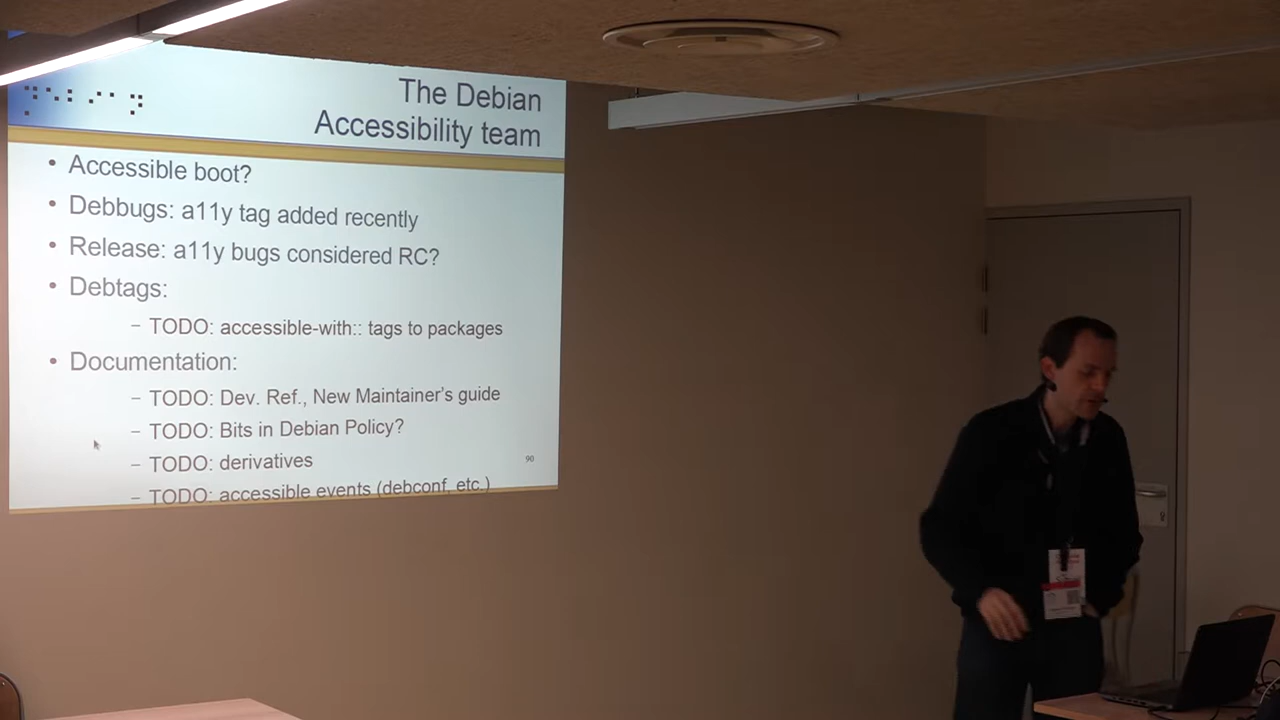 The Debian
Accessibility team
• Accessible boot?
• Debbugs: a11y tag added recently
• Release: a11y bugs considered RC?
• Debtags:
– TODO: accessible-with:: tags to packages
• Documentation:
– TODO: Dev. Ref., New Maintainer's guide
– TODO: Bits in Debian Policy?
– TODO: derivatives
90
– TODO: accessible events (debconf, etc.)